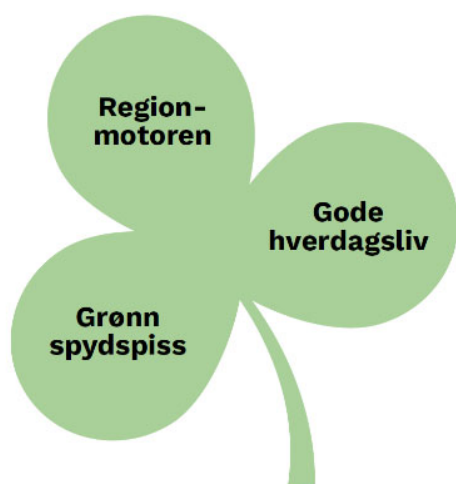 Region-
motoren
Gode
hverdagsliv
Grønn
spydspiss